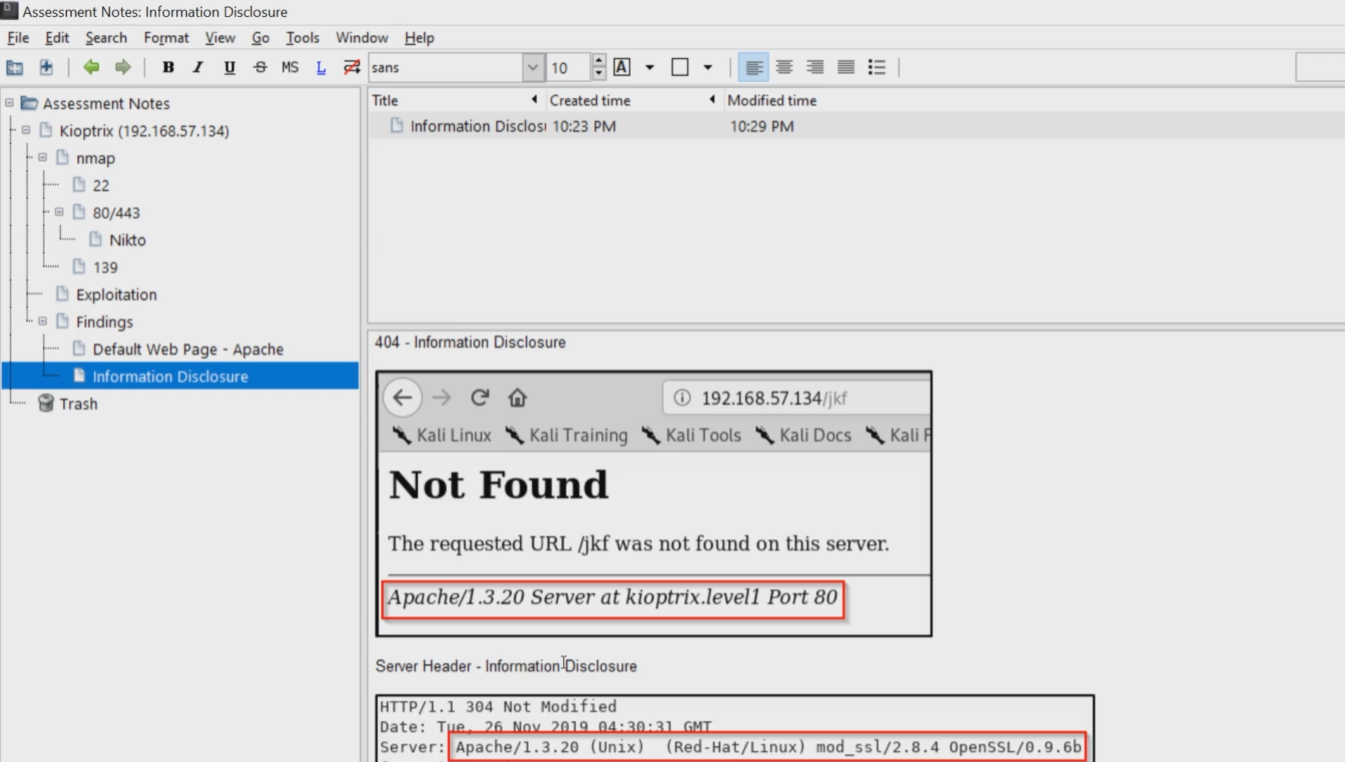 Assessment Notes: Information Disclosure
File Edit Search Format View Go Tools Window Help
B I U S MS L sans 10 A
Assessment Notes
Kioptrix (192.168.57.134)
nmap
22
80/443
Nikto
139
Exploitation
Findings
Default Web Page - Apache
Information Disclosure
Trash
Title Created time Modified time
Information Disclos 10:23 PM 10:29 PM
404 - Information Disclosure
192.168.57.134/jkf
Kali Linux Kali Training Kali Tools Kali Docs Kali F
Not Found
The requested URL /jkf was not found on this server.
Apache/1.3.20 Server at kioptrix.level1 Port 80
Server Header - Information Disclosure
HTTP/1.1 304 Not Modified
Date: Tue, 26 Nov 2019 04:30:31 GMT
Server: Apache/1.3.20 (Unix) (Red-Hat/Linux) mod_ssl/2.8.4 OpenSSL/0.9.6b